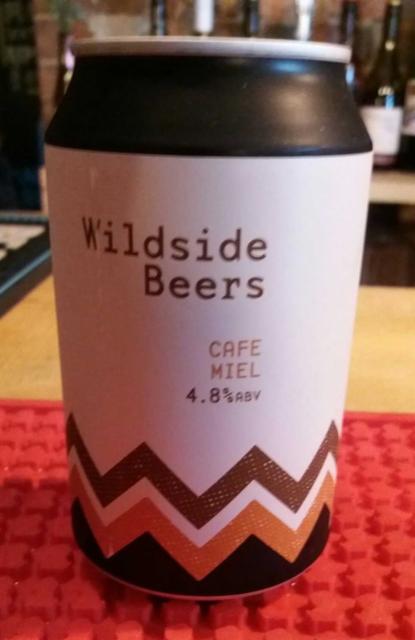 Wildside
Beers
CAFE
MIEL
4.8%ABV